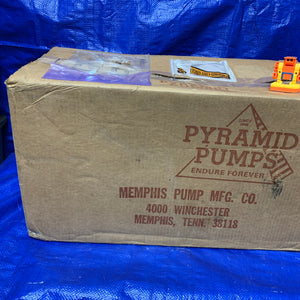 PYRAMID
PUMPS
ENDURE FOREVER
MEMPHIS PUMP MFG. CO.
4000 WINCHESTER
MEMPHIS, TENN. 38118